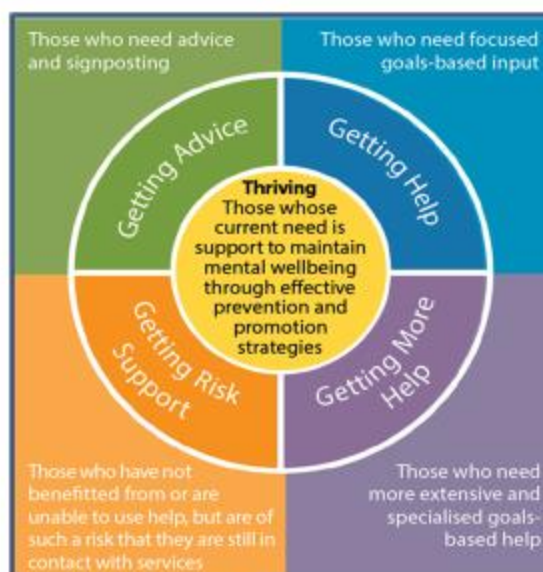 Those who need advice
and signposting
Those who need focused
goals-based input
Getting Advice
Getting Help
Thriving
Those whose
current need is
support to maintain
mental wellbeing
through effective
prevention and
promotion
strategies
Getting Risk
Support
Getting More
Help
Those who have not
benefitted from or are
unable to use help, but are of
such a risk that they are still in
contact with services
Those who need
more extensive and
specialised goals-
based help